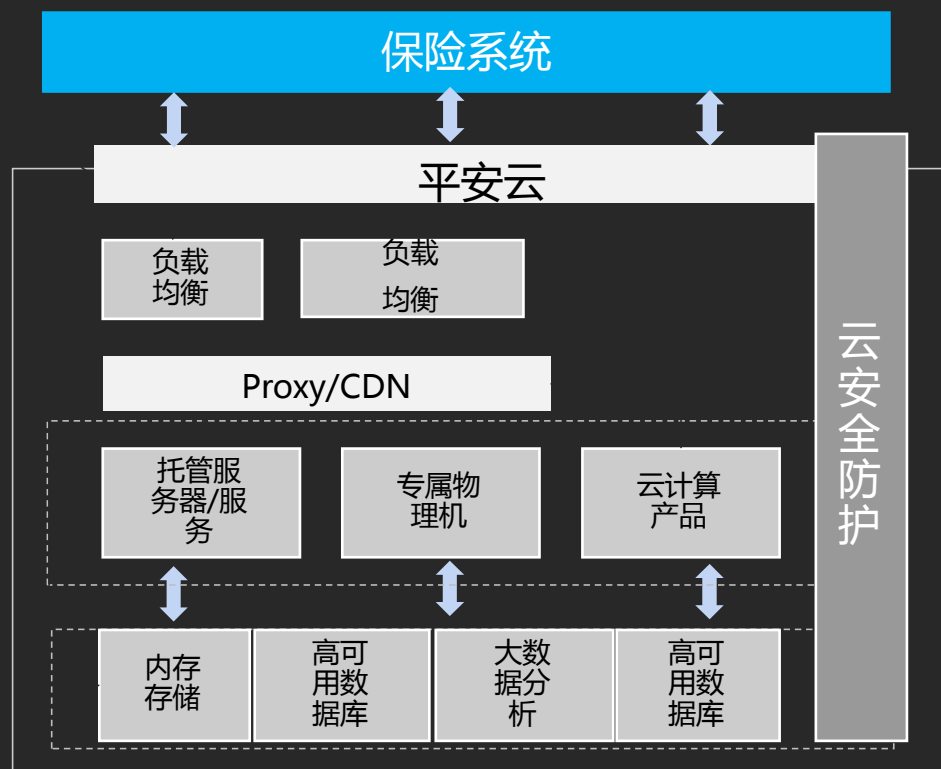 保险系统
平安云
负载
均衡
负载
均衡
Proxy/CDN
托管服
务器/服
务
专属物
理机
云计算
产品
内存
存储
高可
用数
据库
大数
据分
析
高可
用数
据库
云安全防护